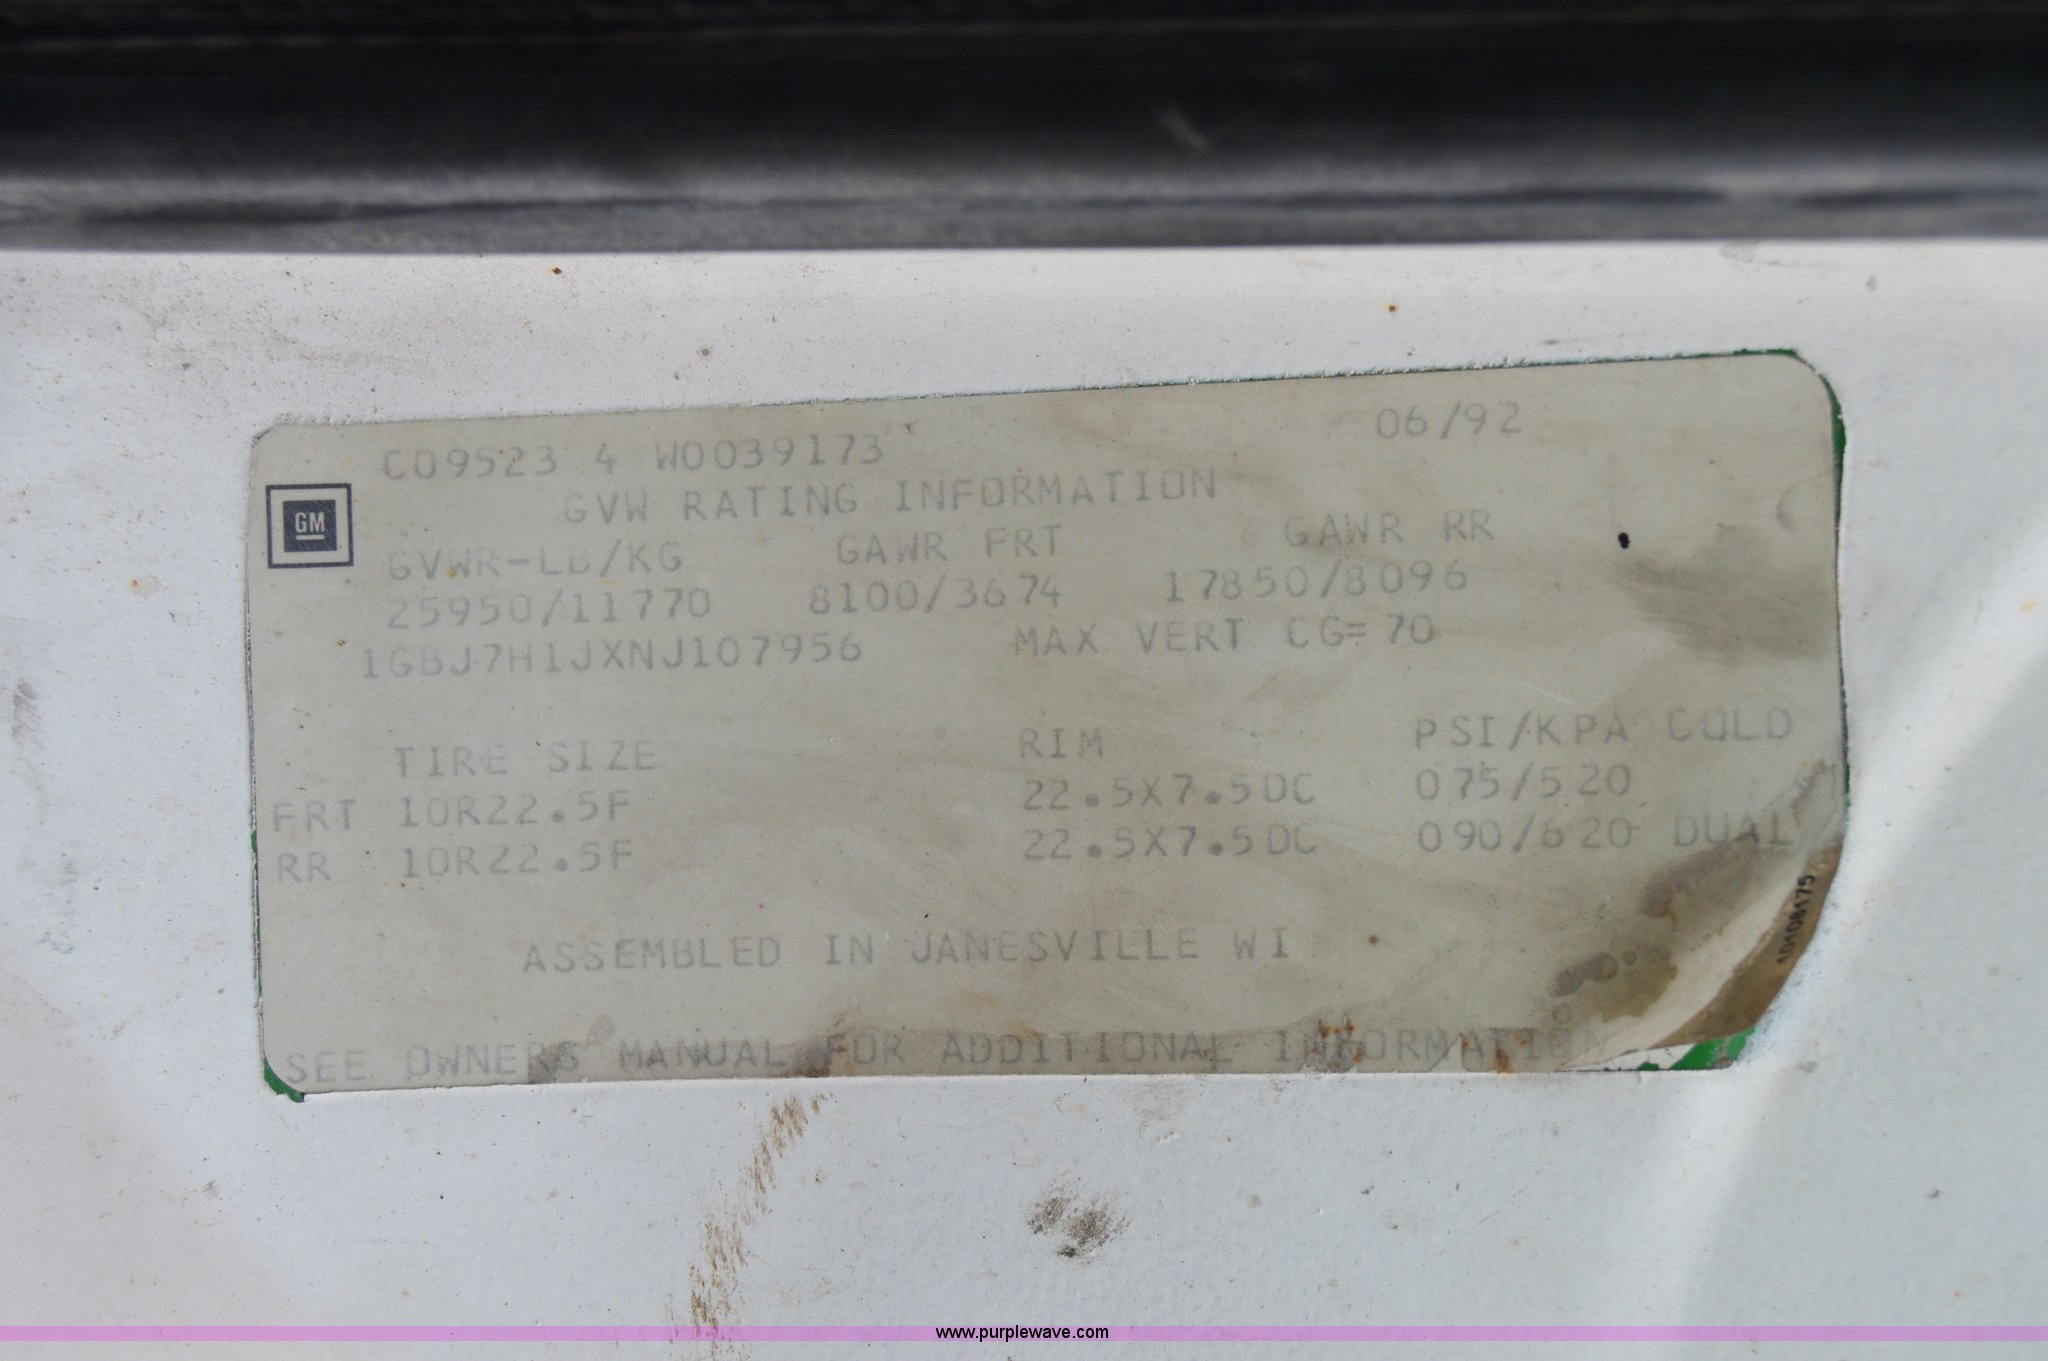 C09523 4 W0039173 06/92
GM
GVW RATING INFORMATION
GVWR-LB/KG GAWR FRT GAWR RR
25950/11770 8100/3674 17850/8096
1GBJ7H1JXNJ107956 MAX VERT CG=70
TIRE SIZE RIM PSI/KPA COLD
FRT 10R22.5F 22.5X7.5DC 075/520
RR 10R22.5F 22.5X7.5DC 090/620 DUAL
10108175
ASSEMBLED IN JANESVILLE WI
SEE OWNERS MANUAL FOR ADDITIONAL INFORMATION
www.purplewave.com